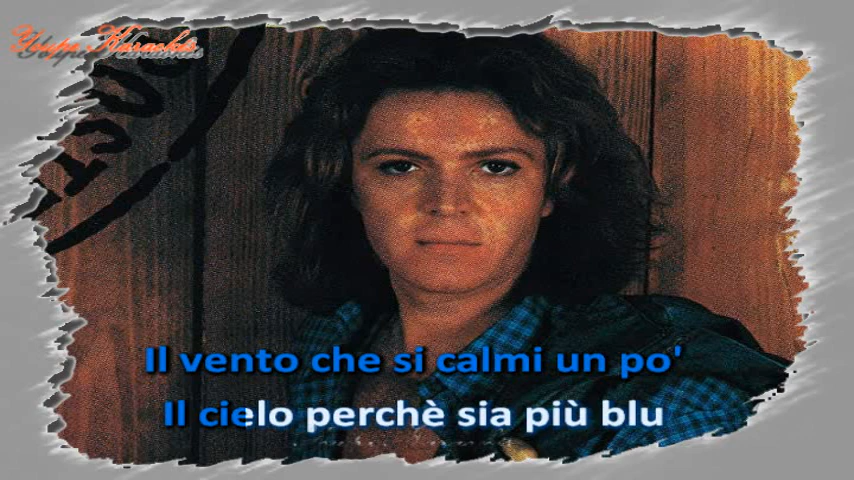 Il vento che si calmi un po'
Il cielo perchè sia più blu